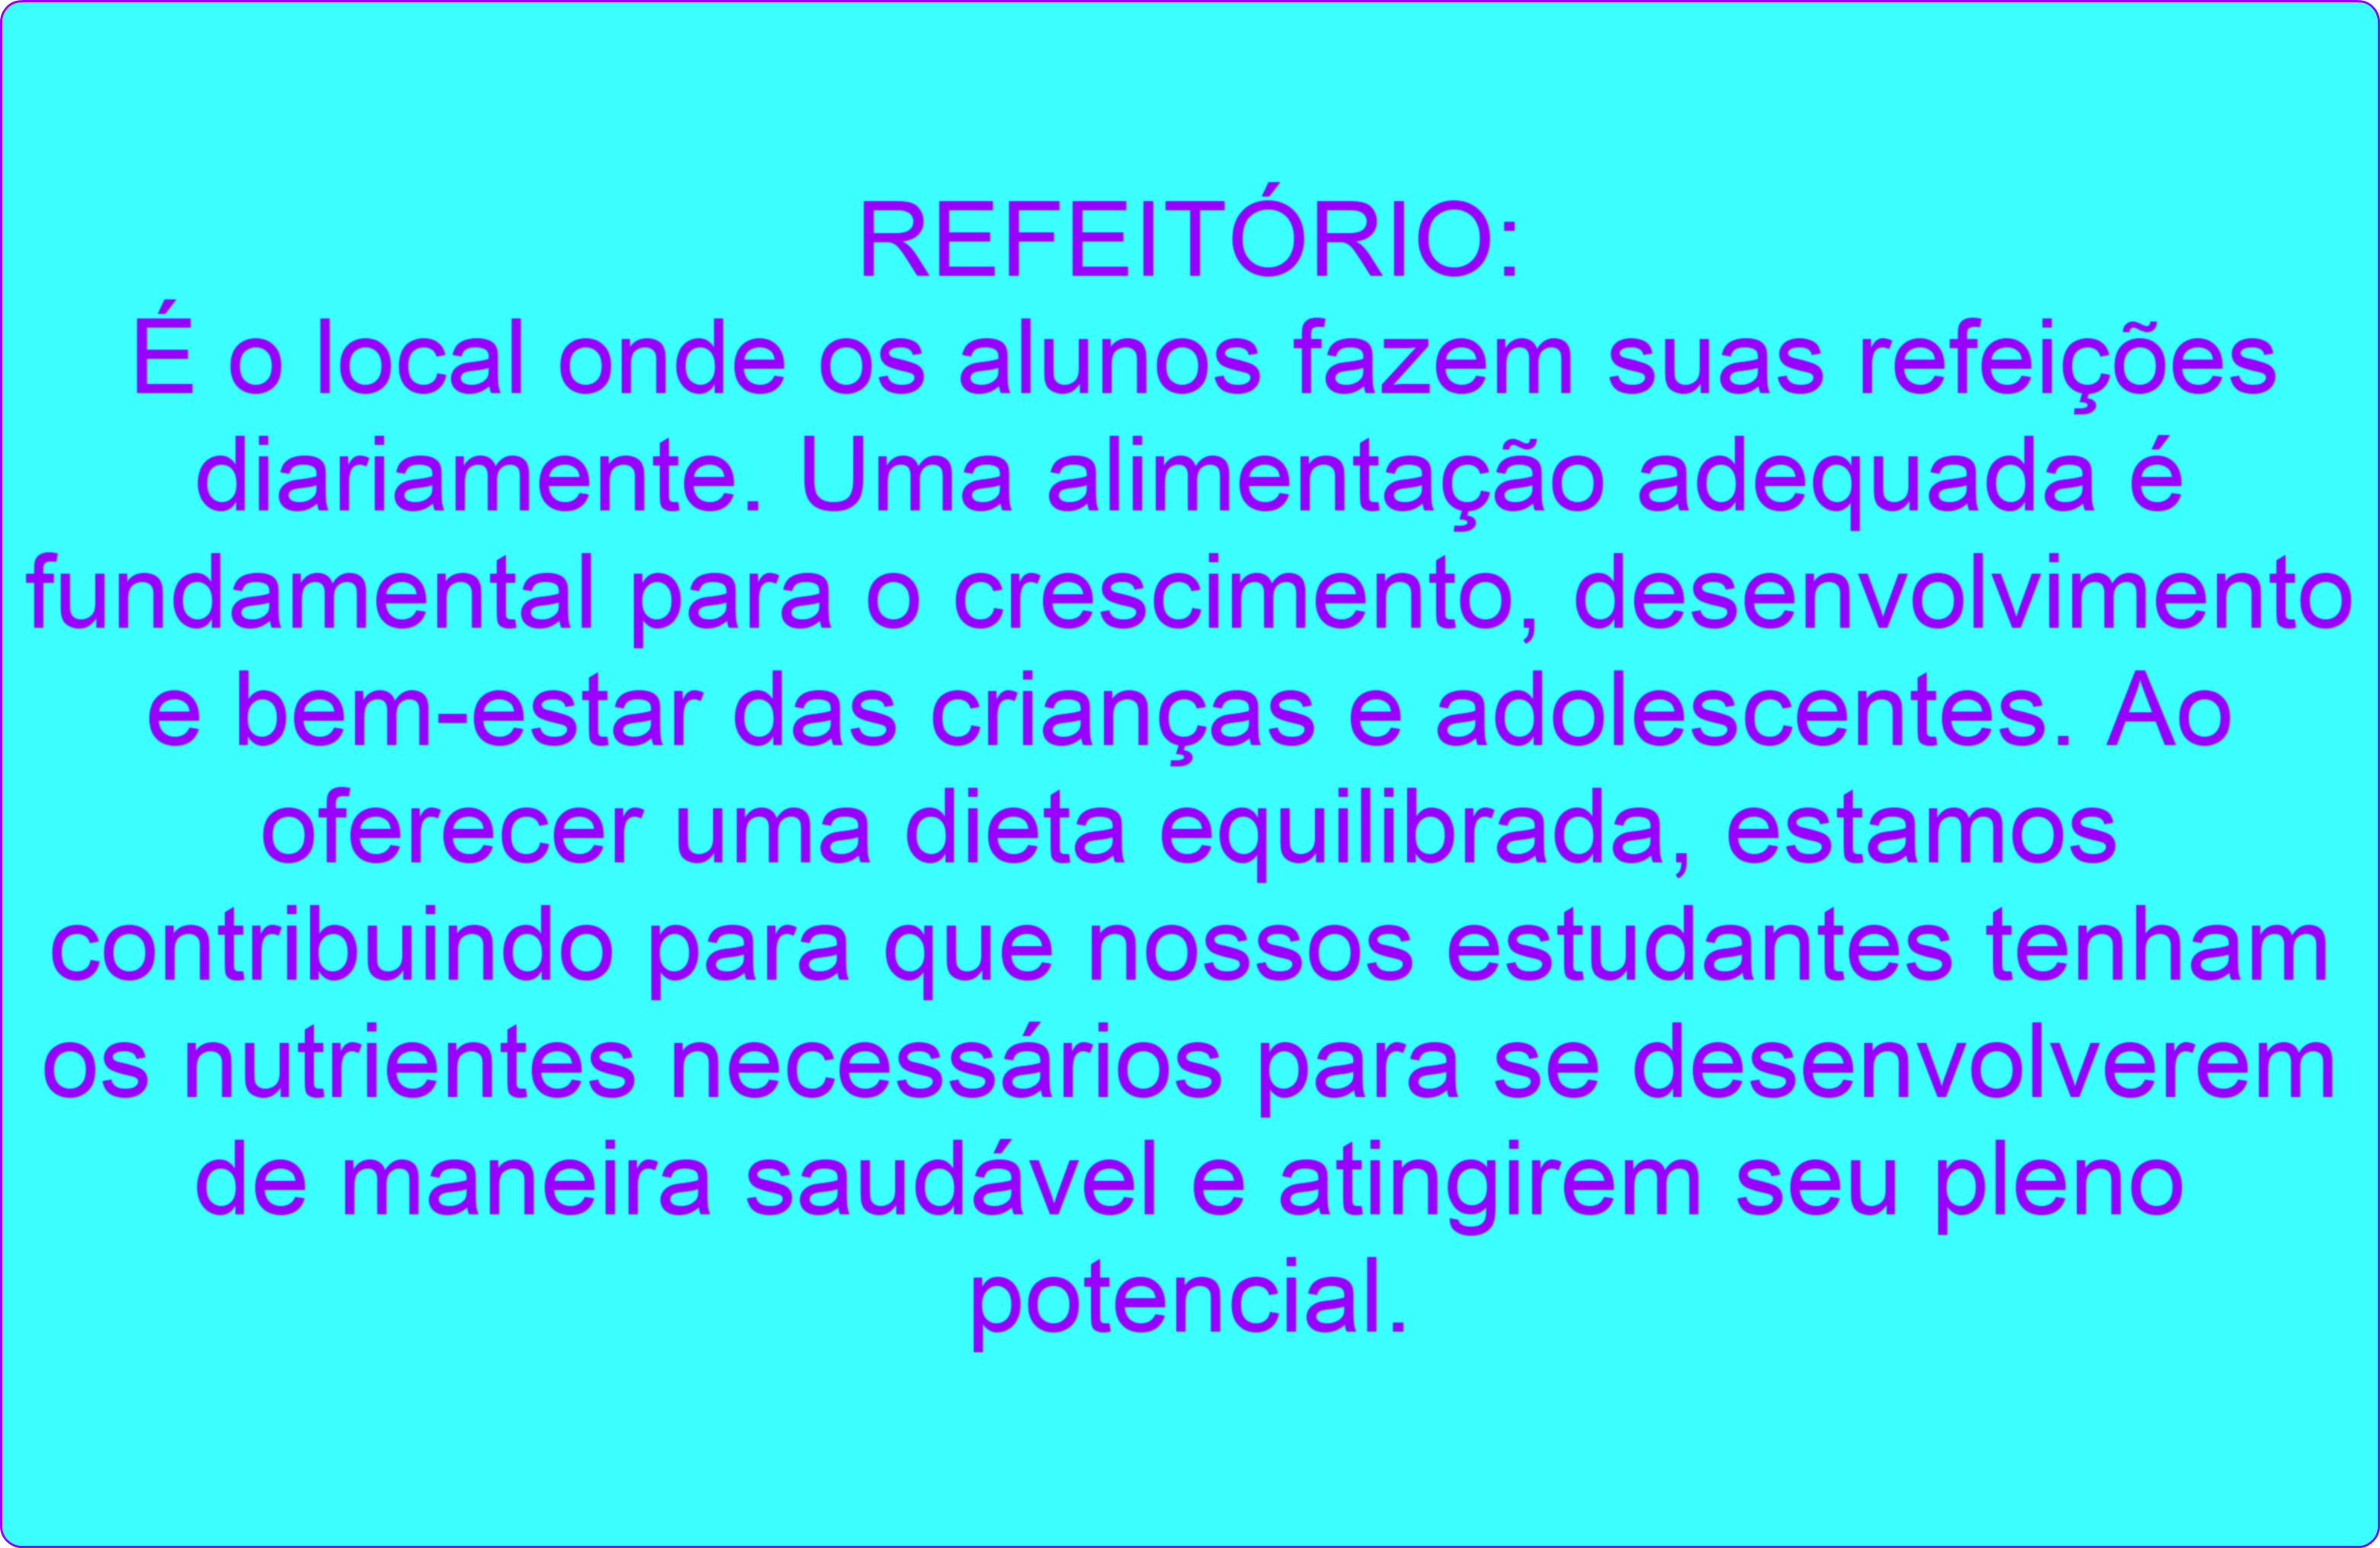 REFEITÓRIO:
É o local onde os alunos fazem suas refeições
diariamente. Uma alimentação adequada é
fundamental para o crescimento, desenvolvimento
e bem-estar das crianças e adolescentes. Ao
oferecer uma dieta equilibrada, estamos
contribuindo para que nossos estudantes tenham
os nutrientes necessários para se desenvolverem
de maneira saudável e atingirem seu pleno
potencial.